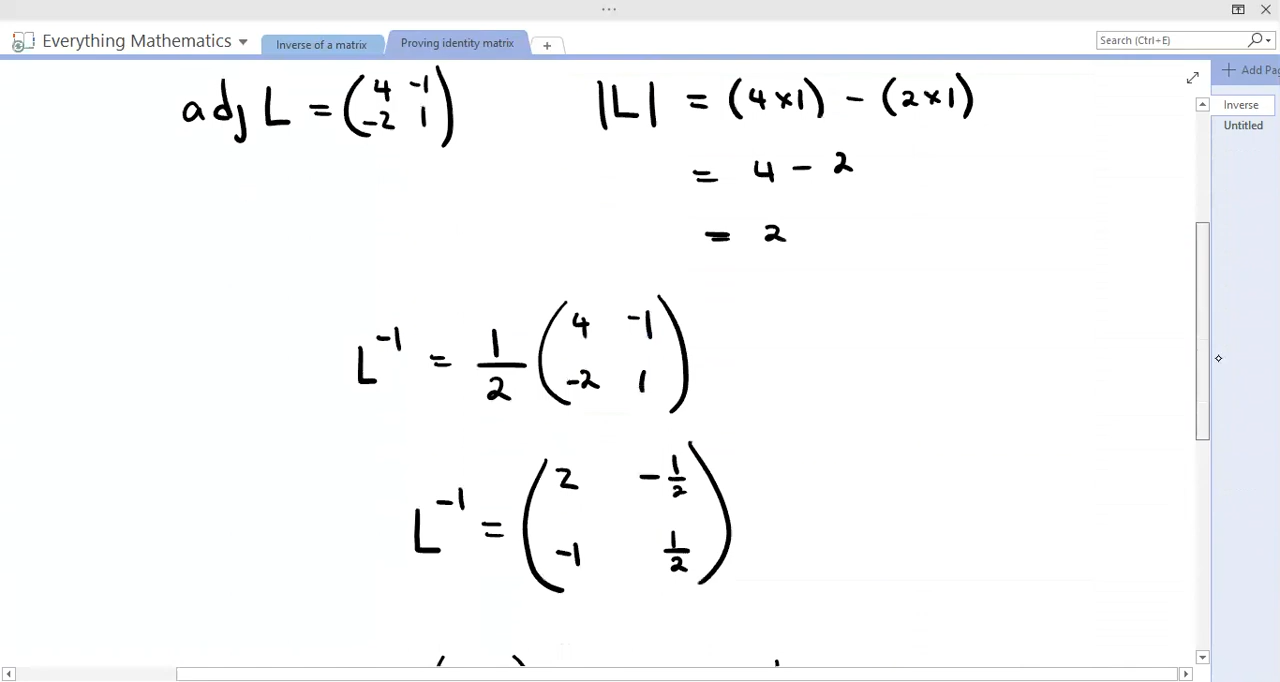 Everything Mathematics
Inverse of a matrix
Proving identity matrix
+
Search (Ctrl+E)
+ Add Pag
Inverse
Untitled
adj L = (4 -1
-2 1)
|L| = (4×1) - (2×1)
= 4 - 2
= 2
L⁻¹ = 1/2 (4 -1
-2 1)
L⁻¹ = (2 -1/2
-1 1/2)